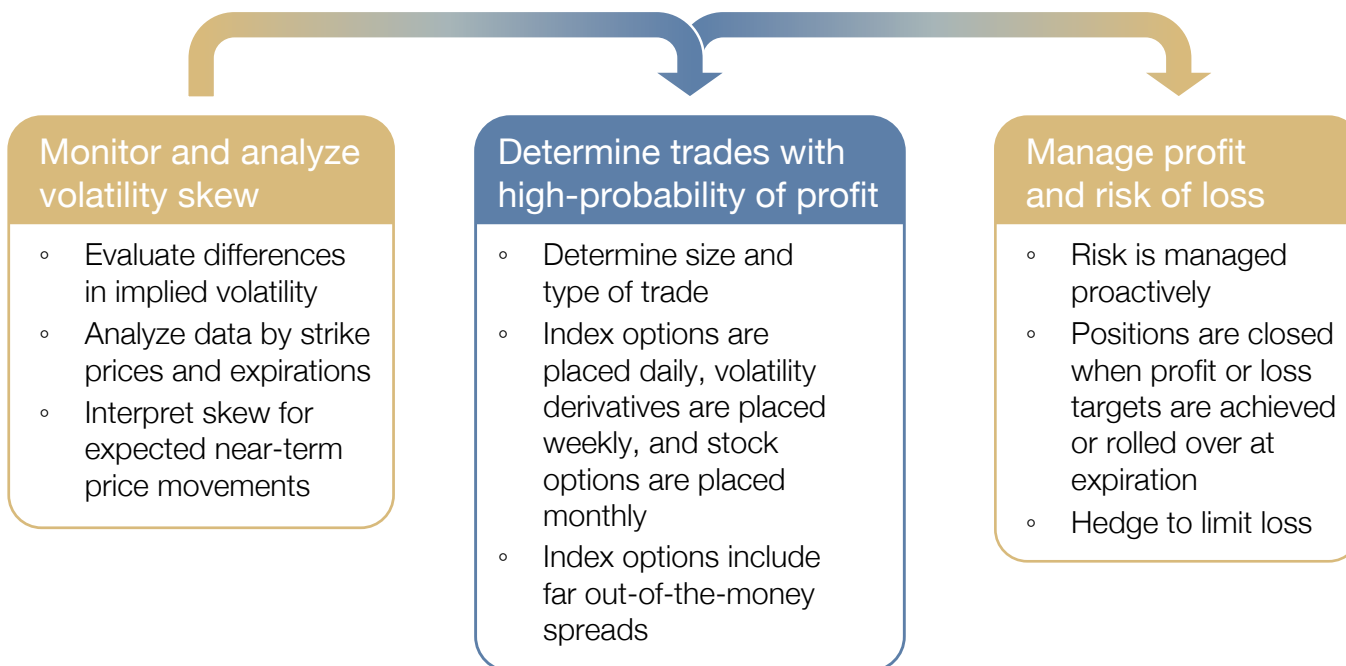 Monitor and analyze
volatility skew
◦ Evaluate differences
in implied volatility
◦ Analyze data by strike
prices and expirations
◦ Interpret skew for
expected near-term
price movements
Determine trades with
high-probability of profit
◦ Determine size and
type of trade
◦ Index options are
placed daily, volatility
derivatives are placed
weekly, and stock
options are placed
monthly
◦ Index options include
far out-of-the-money
spreads
Manage profit
and risk of loss
◦ Risk is managed
proactively
◦ Positions are closed
when profit or loss
targets are achieved
or rolled over at
expiration
◦ Hedge to limit loss